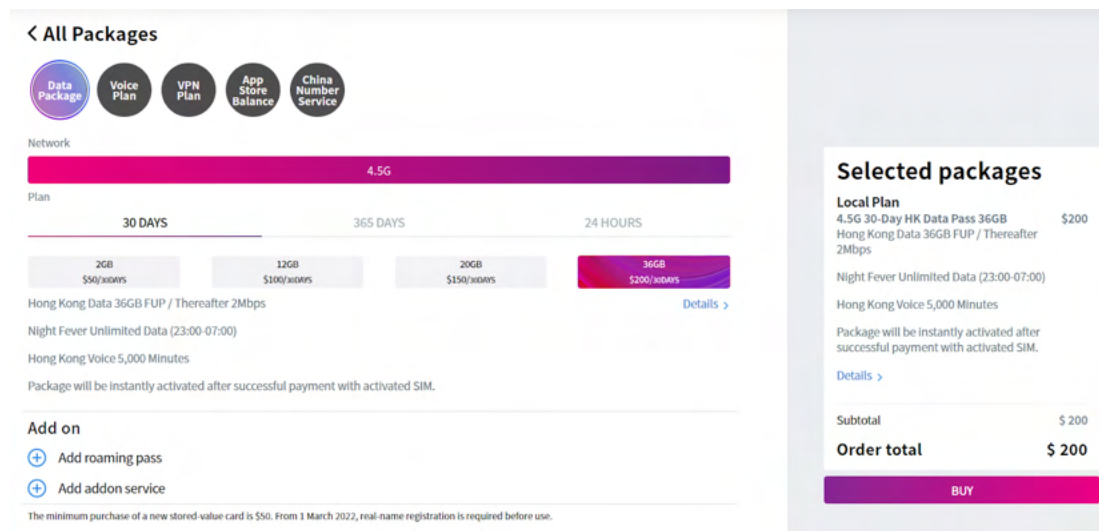 < All Packages
Data Package
Voice Plan
VPN Plan
App Store Balance
China Number Service
Network
4.5G
Plan
30 DAYS
365 DAYS
24 HOURS
2GB
$50/30DAYS
12GB
$100/30DAYS
20GB
$150/30DAYS
36GB
$200/30DAYS
Hong Kong Data 36GB FUP / Thereafter 2Mbps
Details >
Night Fever Unlimited Data (23:00-07:00)
Hong Kong Voice 5,000 Minutes
Package will be instantly activated after successful payment with activated SIM.
Add on
Add roaming pass
Add addon service
The minimum purchase of a new stored-value card is $50. From 1 March 2022, real-name registration is required before use.
Selected packages
Local Plan
4.5G 30-Day HK Data Pass 36GB $200
Hong Kong Data 36GB FUP / Thereafter
2Mbps
Night Fever Unlimited Data (23:00-07:00)
Hong Kong Voice 5,000 Minutes
Package will be instantly activated after
successful payment with activated SIM.
Details >
Subtotal $ 200
Order total $ 200
BUY